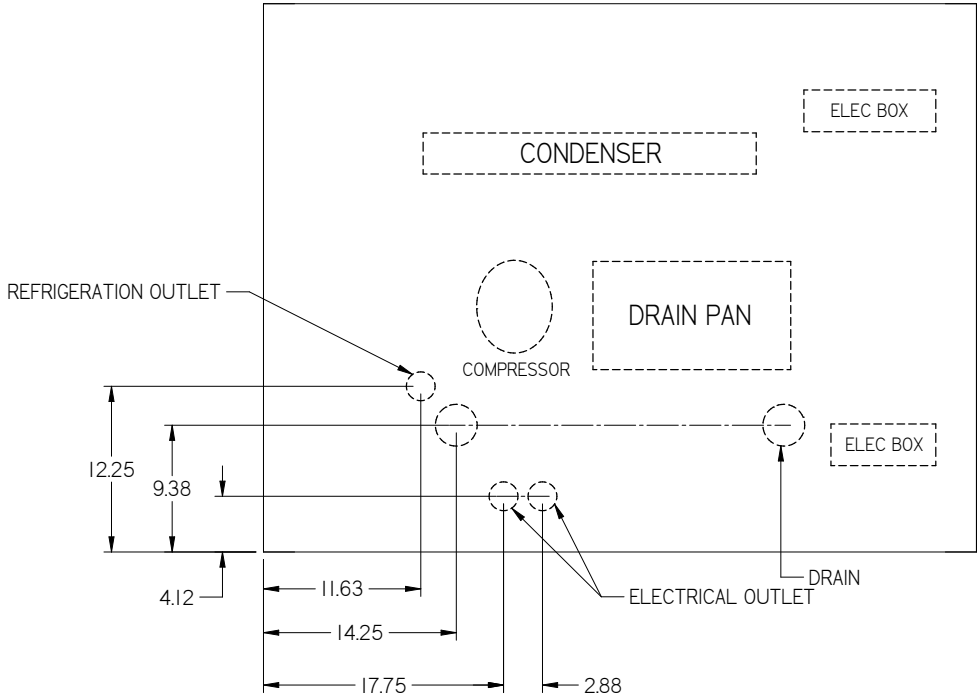 ELEC BOX
CONDENSER
REFRIGERATION OUTLET
DRAIN PAN
COMPRESSOR
ELEC BOX
12.25
9.38
4.12
11.63
DRAIN
ELECTRICAL OUTLET
14.25
17.75
2.88